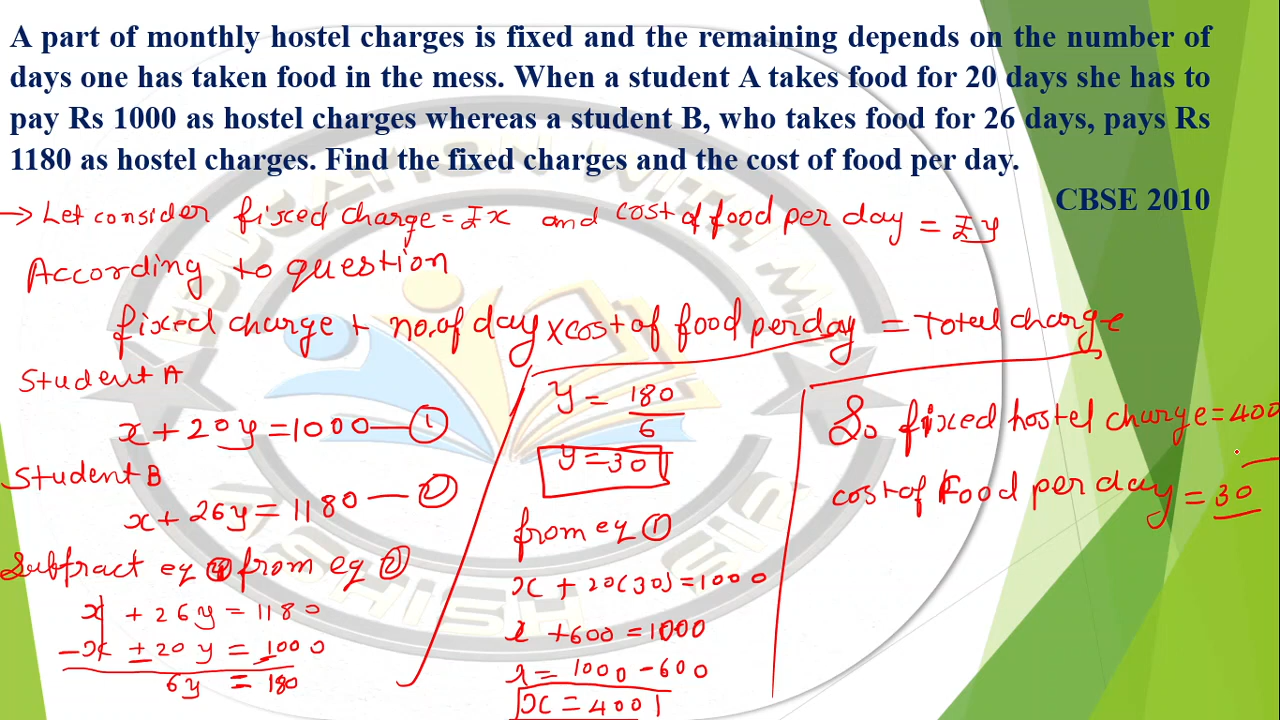 A part of monthly hostel charges is fixed and the remaining depends on the number of
days one has taken food in the mess. When a student A takes food for 20 days she has to
pay Rs 1000 as hostel charges whereas a student B, who takes food for 26 days, pays Rs
1180 as hostel charges. Find the fixed charges and the cost of food per day.
CBSE 2010
→ Let consider fixed charge = ₹x and cost of food per day = ₹y
According to question
fixed charge + no. of day × cost of food per day = Total charge
Student A
x + 20y = 1000 — ①
Student B
x + 26y = 1180 — ②
Subtract eq ① from eq ②
x + 26y = 1180
-x ± 20y = 1000
6y = 180
y = 180/6
y = 30
from eq ①
x + 20(30) = 1000
x + 600 = 1000
x = 1000 - 600
x = 400
So fixed hostel charge = 400
cost of Food per day = 30
EDUCATION WITH
ASHISH SIR